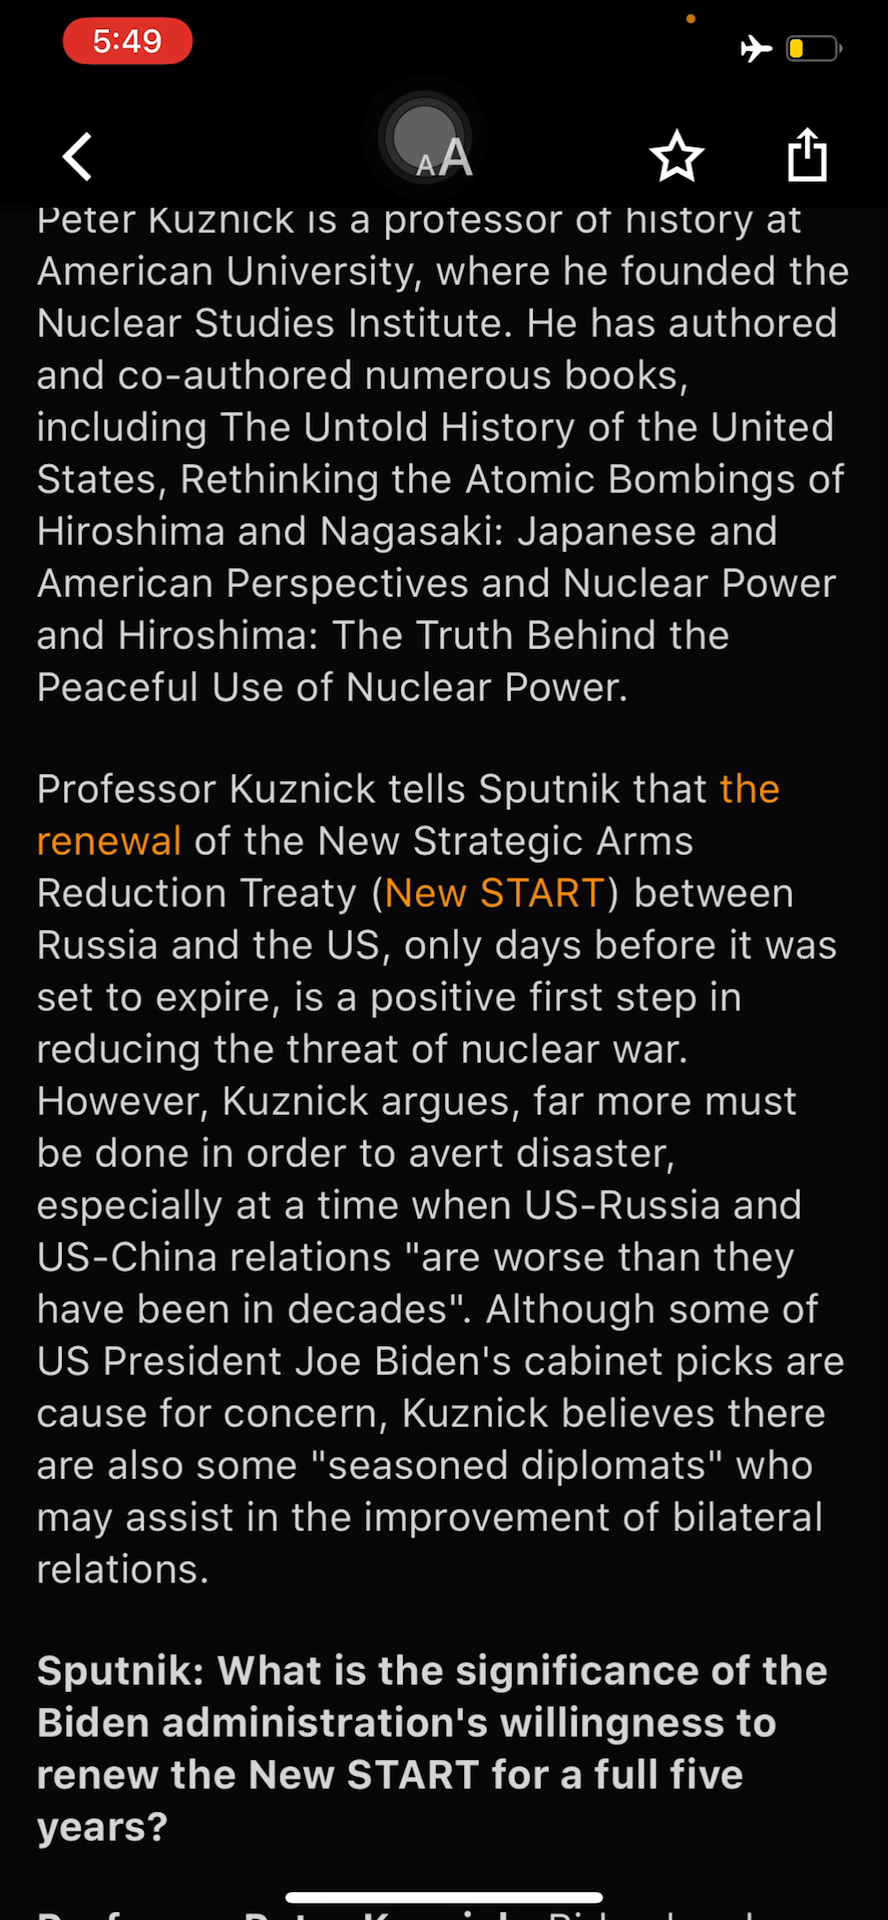 5:49
AA
Peter Kuznick is a professor of history at
American University, where he founded the
Nuclear Studies Institute. He has authored
and co-authored numerous books,
including The Untold History of the United
States, Rethinking the Atomic Bombings of
Hiroshima and Nagasaki: Japanese and
American Perspectives and Nuclear Power
and Hiroshima: The Truth Behind the
Peaceful Use of Nuclear Power.
Professor Kuznick tells Sputnik that the
renewal of the New Strategic Arms
Reduction Treaty (New START) between
Russia and the US, only days before it was
set to expire, is a positive first step in
reducing the threat of nuclear war.
However, Kuznick argues, far more must
be done in order to avert disaster,
especially at a time when US-Russia and
US-China relations "are worse than they
have been in decades". Although some of
US President Joe Biden's cabinet picks are
cause for concern, Kuznick believes there
are also some "seasoned diplomats" who
may assist in the improvement of bilateral
relations.
Sputnik: What is the significance of the
Biden administration's willingness to
renew the New START for a full five
years?